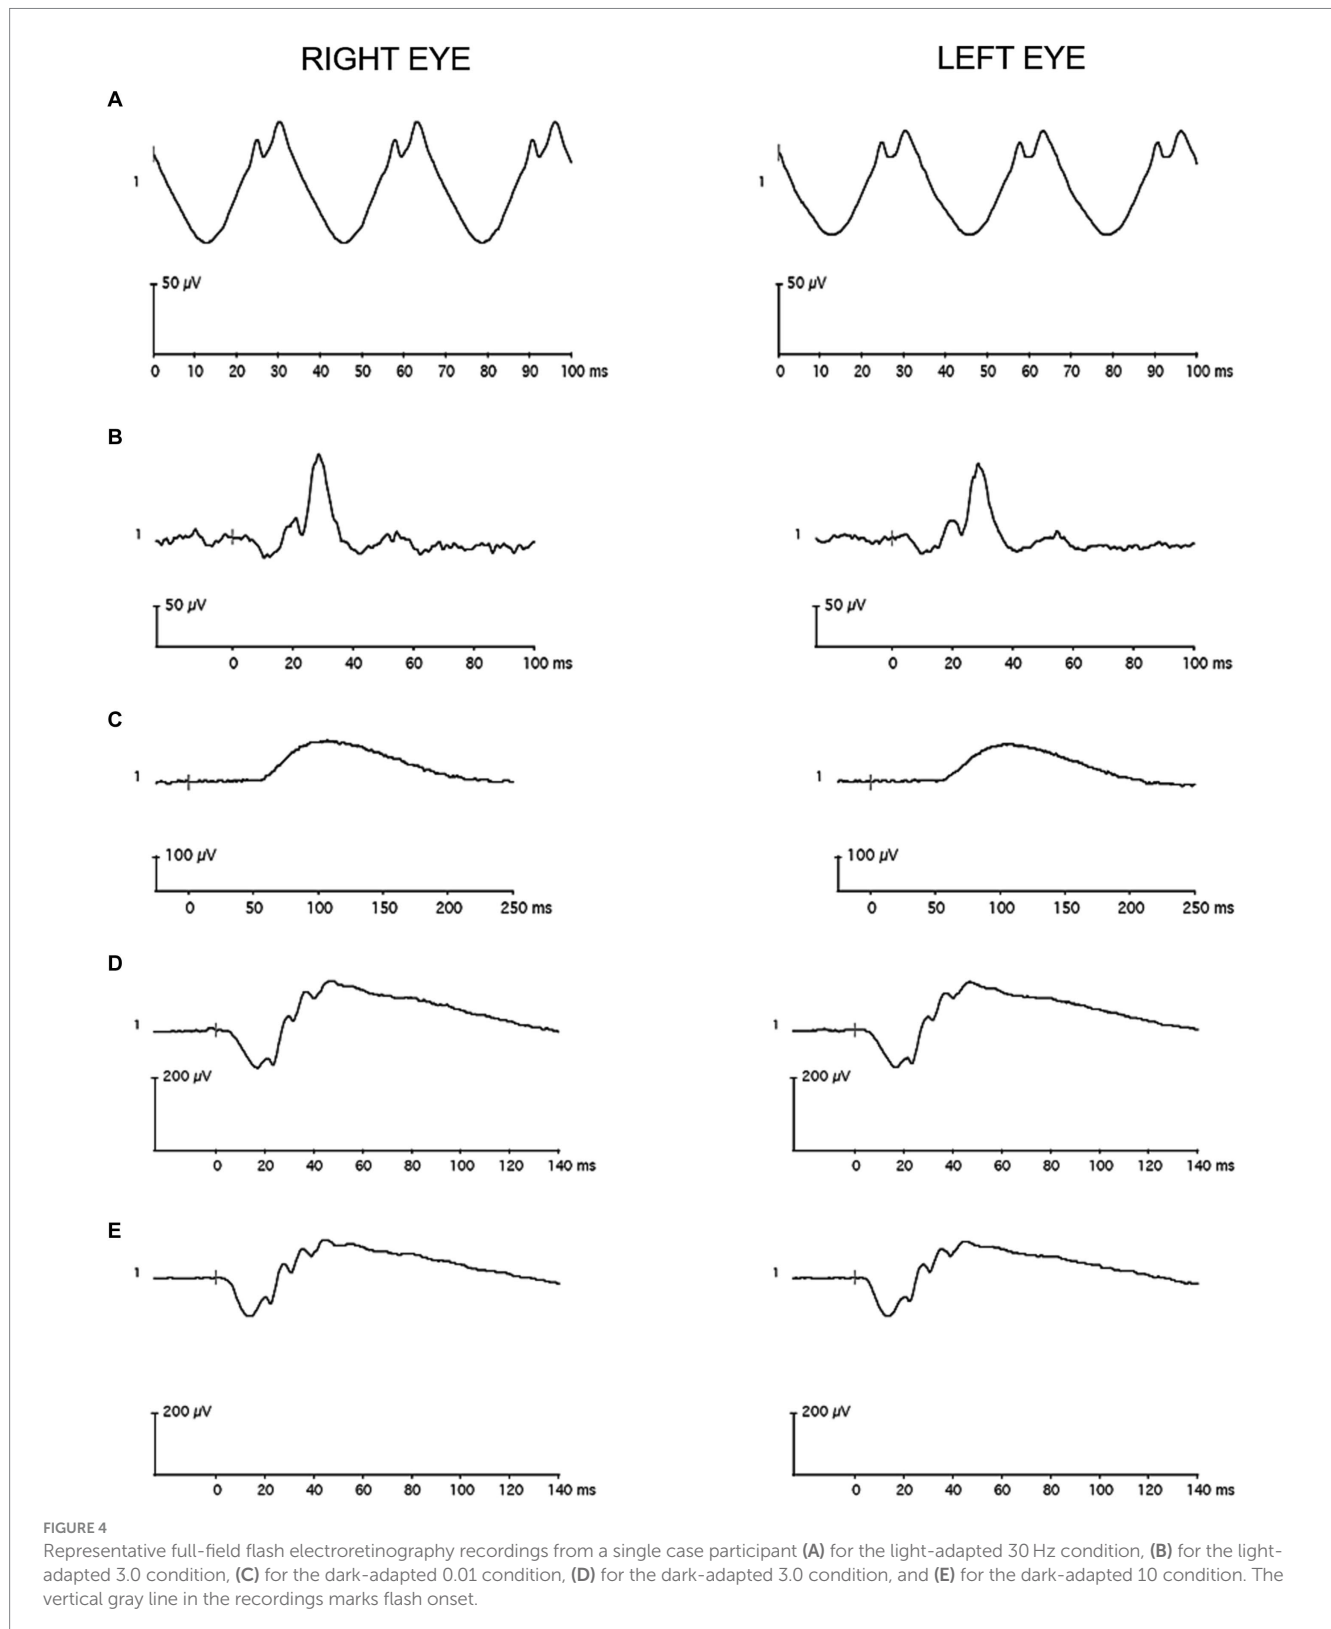 RIGHT EYE
LEFT EYE
A
1
1
50 µV
50 µV
0 10 20 30 40 50 60 70 80 90 100 ms
0 10 20 30 40 50 60 70 80 90 100 ms
B
1
1
50 µV
50 µV
0 20 40 60 80 100 ms
0 20 40 60 80 100 ms
C
1
1
100 µV
100 µV
0 50 100 150 200 250 ms
0 50 100 150 200 250 ms
D
1
1
200 µV
200 µV
0 20 40 60 80 100 120 140 ms
0 20 40 60 80 100 120 140 ms
E
1
1
200 µV
200 µV
0 20 40 60 80 100 120 140 ms
0 20 40 60 80 100 120 140 ms
FIGURE 4
Representative full-field flash electroretinography recordings from a single case participant (A) for the light-adapted 30 Hz condition, (B) for the light-
adapted 3.0 condition, (C) for the dark-adapted 0.01 condition, (D) for the dark-adapted 3.0 condition, and (E) for the dark-adapted 10 condition. The
vertical gray line in the recordings marks flash onset.